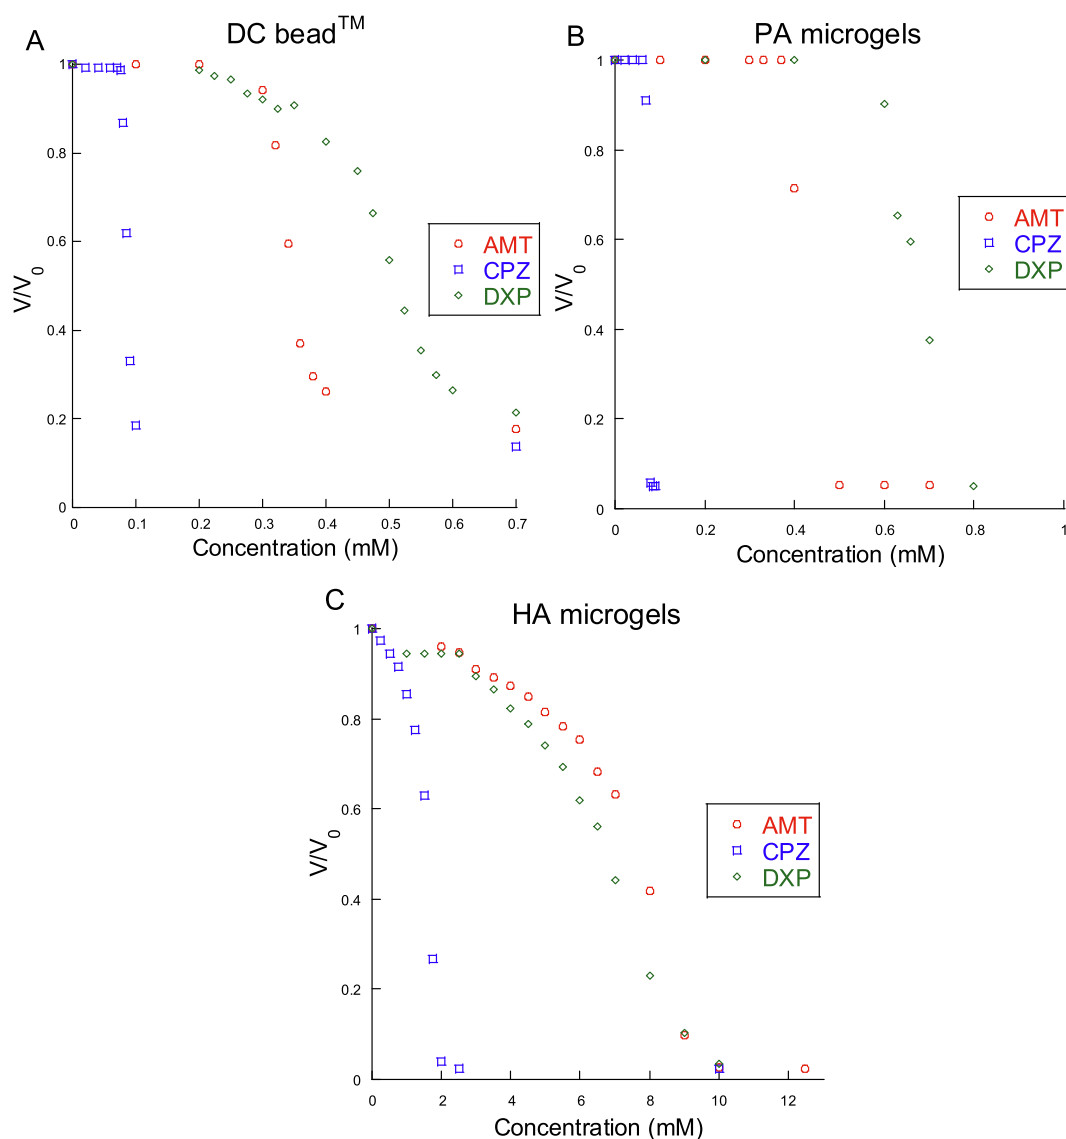 A
DC bead™
1
0.8
0.6
0.4
0.2
0
V/V₀
0 0.1 0.2 0.3 0.4 0.5 0.6 0.7
Concentration (mM)
AMT
CPZ
DXP
B
PA microgels
1
0.8
0.6
0.4
0.2
0
V/V₀
0 0.2 0.4 0.6 0.8 1
Concentration (mM)
AMT
CPZ
DXP
C
HA microgels
1
0.8
0.6
0.4
0.2
0
V/V₀
0 2 4 6 8 10 12
Concentration (mM)
AMT
CPZ
DXP